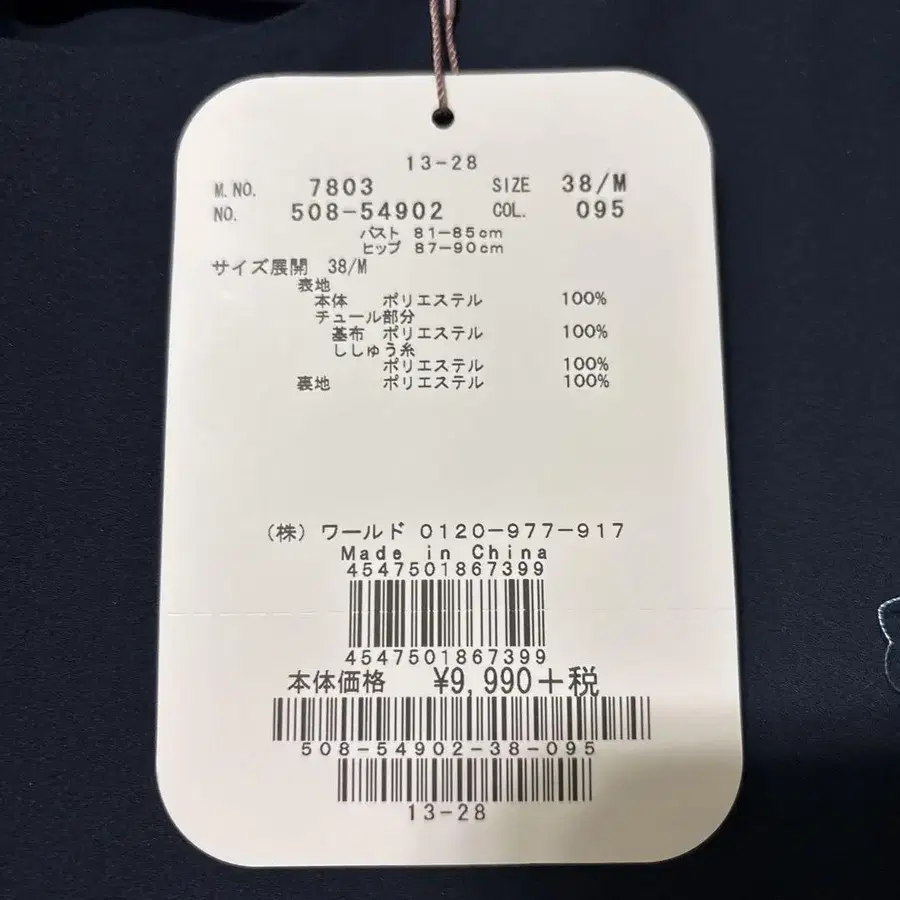 13-28
M.NO. 7803 SIZE 38/M
NO. 508-54902 COL. 095
バスト 81-85cm
ヒップ 87-90cm
サイズ展開 38/M
表地
本体 ポリエステル 100%
チュール部分
基布 ポリエステル 100%
ししゅう糸
ポリエステル 100%
裏地 ポリエステル 100%
(株) ワールド 0120-977-917
Made in China
4547501867399
4547501867399
本体価格 ¥9,990+税
508-54902-38-095
13-28